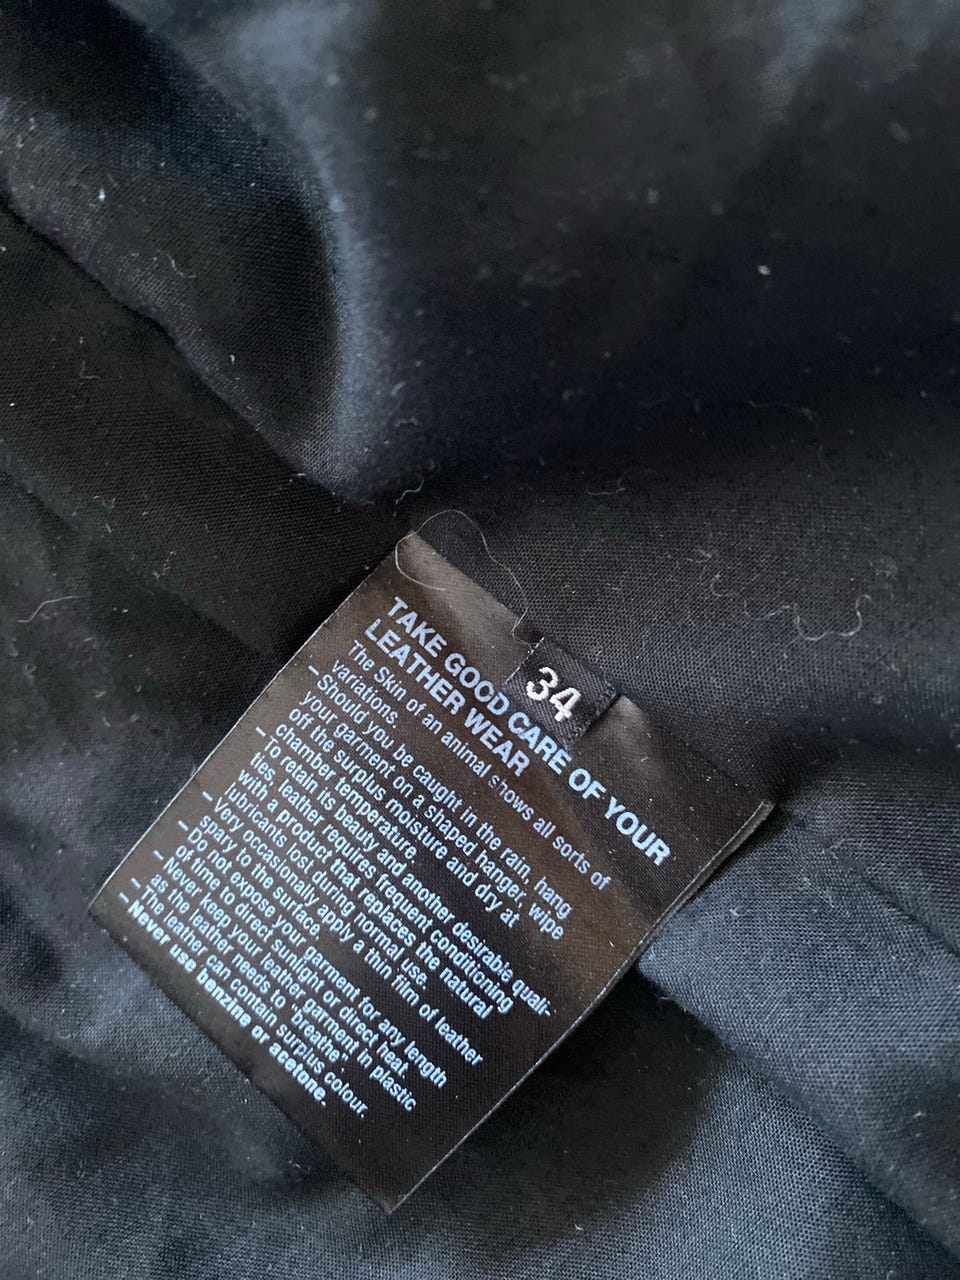 34
TAKE GOOD CARE OF YOUR
LEATHER WEAR
The Skin of an animal shows all sorts of
variations.
– Should you be caught in the rain, hang
your garment on a shaped hanger, wipe
off the surplus moisture and dry at
chamber temperature.
– To retain its beauty and another desirable quali-
ties, leather requires frequent conditioning
with a product that replaces the natural
lubricants lost during normal use.
– Very occasionally apply a thin film of leather
spary to the surface.
– Do not expose your garment for any length
of time to direct sunlight or direct heat.
– Never keep your leather garment in plastic
as the leather needs to "breathe".
– The leather can contain surplus colour.
– Never use benzine or acetone.